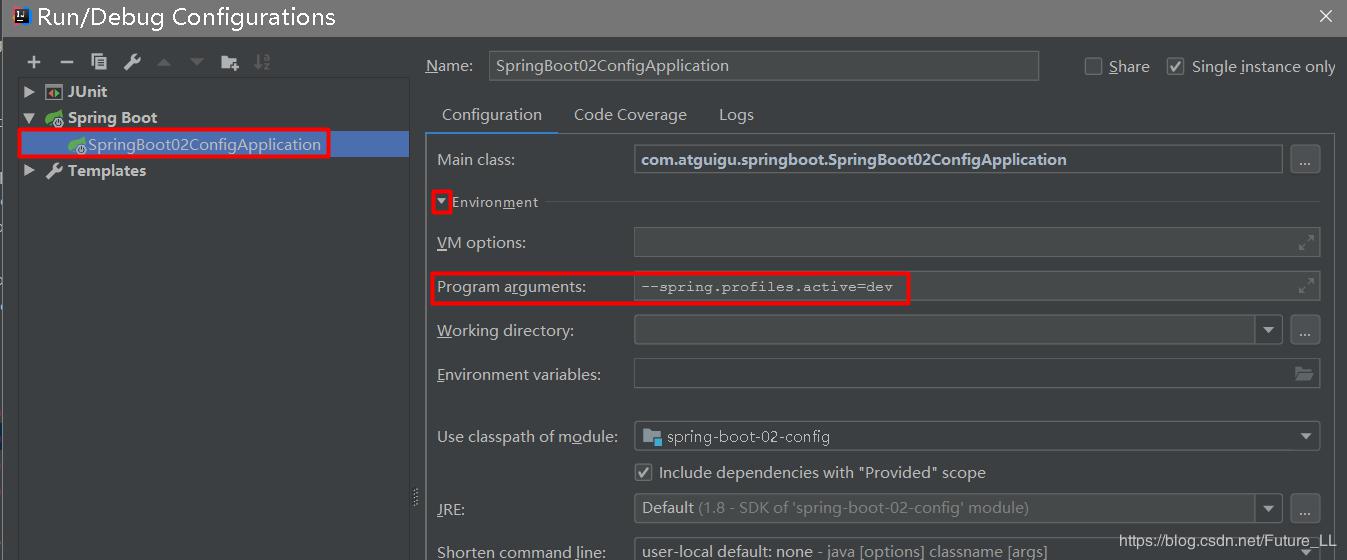 Run/Debug Configurations
Name: SpringBoot02ConfigApplication Share Single instance only
JUnit
Spring Boot
SpringBoot02ConfigApplication
Templates
Configuration Code Coverage Logs
Main class: com.atguigu.springboot.SpringBoot02ConfigApplication ...
Environment
VM options:
Program arguments: --spring.profiles.active=dev
Working directory: ...
Environment variables:
Use classpath of module: spring-boot-02-config
Include dependencies with "Provided" scope
JRE: Default (1.8 - SDK of 'spring-boot-02-config' module) ...
Shorten command line: user-local default: none - java [options] classname [args]
https://blog.csdn.net/Future_LL